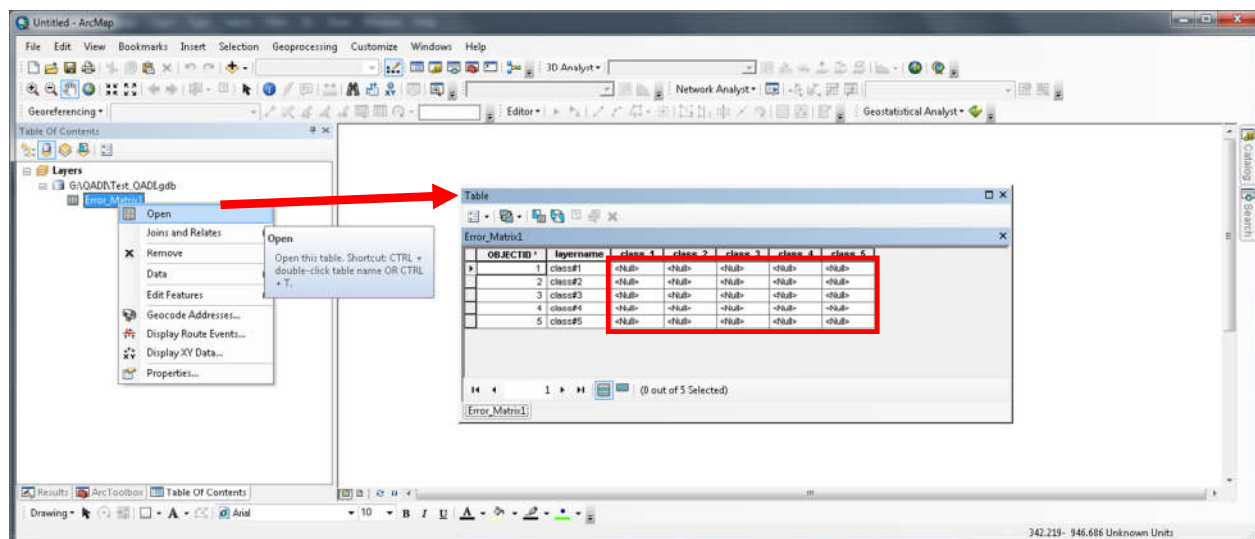 Untitled - ArcMap
File Edit View Bookmarks Insert Selection Geoprocessing Customize Windows Help
3D Analyst
Network Analyst
Georeferencing
Editor
Geostatistical Analyst
Table Of Contents
Layers
G:\QADI\Test_QADI.gdb
Error_Matrix1
Open
Joins and Relates
Remove
Data
Edit Features
Geocode Addresses...
Display Route Events...
Display XY Data...
Properties...
Open
Open this table. Shortcut: CTRL +
double-click table name OR CTRL
+ T.
Table
Error_Matrix1
OBJECTID * layername class_1 class_2 class_3 class_4 class_5
1 class#1 <Null> <Null> <Null> <Null> <Null>
2 class#2 <Null> <Null> <Null> <Null> <Null>
3 class#3 <Null> <Null> <Null> <Null> <Null>
4 class#4 <Null> <Null> <Null> <Null> <Null>
5 class#5 <Null> <Null> <Null> <Null> <Null>
1 (0 out of 5 Selected)
Error_Matrix1
Catalog
Search
Results ArcToolbox Table Of Contents
Drawing A Arial 10 B I U A
342.219- 946.686 Unknown Units